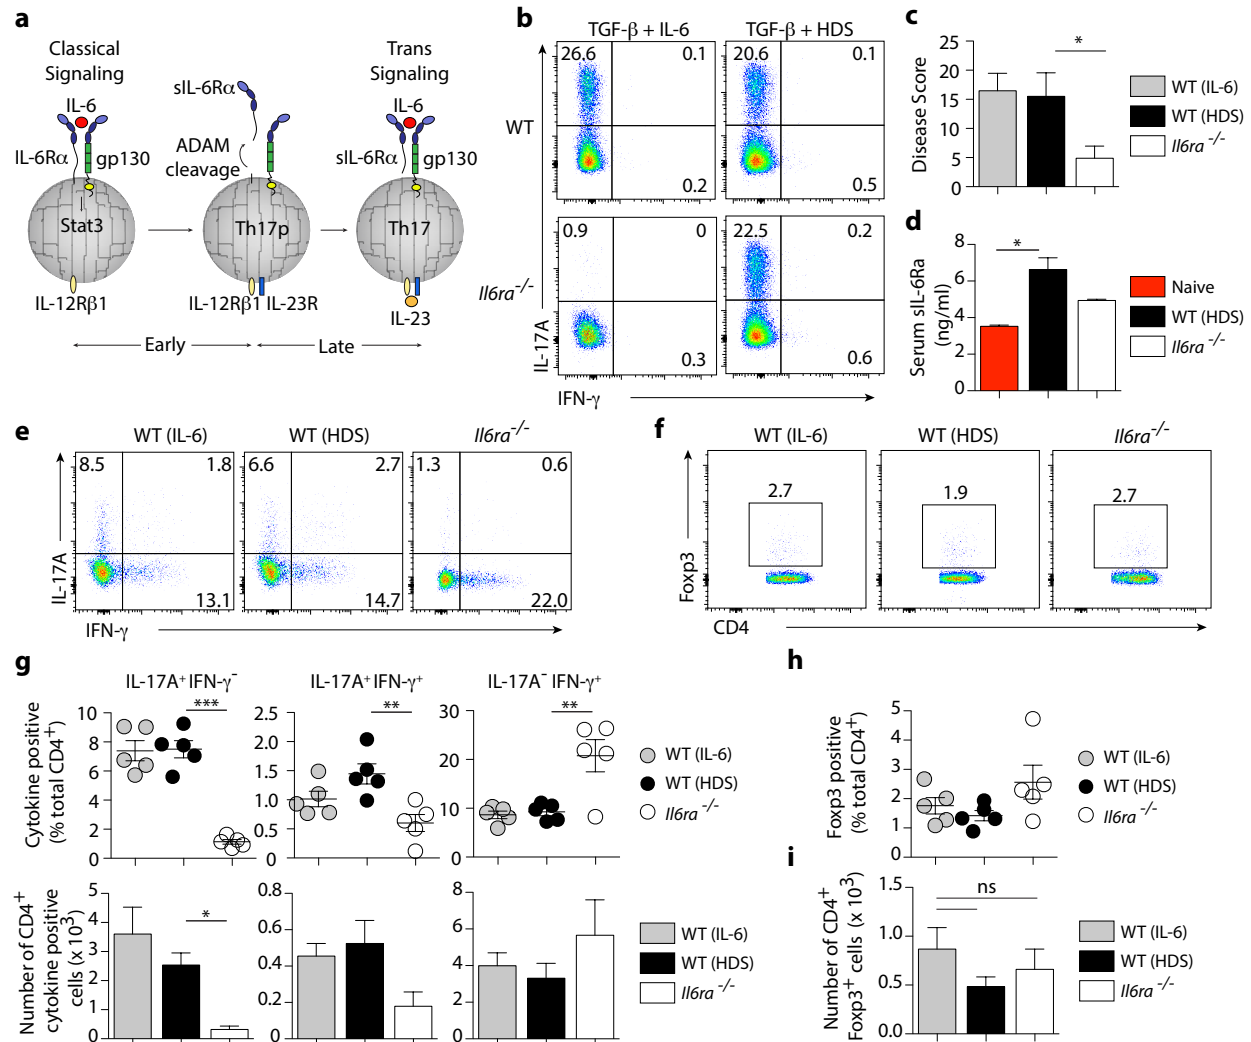 a
Classical
Signaling
IL-6
IL-6Rα
gp130
Stat3
IL-12Rβ1
sIL-6Rα
ADAM
cleavage
Th17p
IL-12Rβ1 IL-23R
Trans
Signaling
IL-6
sIL-6Rα
gp130
Th17
IL-23
Early
Late
b
TGF-β + IL-6
TGF-β + HDS
WT
26.6
0.1
0.2
20.6
0.1
0.5
Il6ra-/-
0.9
0
0.3
22.5
0.2
0.6
IL-17A
IFN-γ
c
Disease Score
25
20
15
10
5
0
*
WT (IL-6)
WT (HDS)
Il6ra -/-
d
Serum sIL-6Ra
(ng/ml)
8
6
4
2
0
*
Naive
WT (HDS)
Il6ra -/-
e
WT (IL-6)
WT (HDS)
Il6ra-/-
8.5
1.8
13.1
6.6
2.7
14.7
1.3
0.6
22.0
IL-17A
IFN-γ
f
WT (IL-6)
WT (HDS)
Il6ra-/-
2.7
1.9
2.7
Foxp3
CD4
g
IL-17A+ IFN-γ-
IL-17A+ IFN-γ+
IL-17A- IFN-γ+
Cytokine positive
(% total CD4+)
10
8
6
4
2
0
***
2.5
2.0
1.5
1.0
0.5
0
**
30
20
10
0
**
WT (IL-6)
WT (HDS)
Il6ra -/-
Number of CD4+
cytokine positive
cells (x 103)
5
4
3
2
1
0
*
0.8
0.6
0.4
0.2
0
8
6
4
2
0
WT (IL-6)
WT (HDS)
Il6ra -/-
h
Foxp3 positive
(% total CD4+)
5
4
3
2
1
0
WT (IL-6)
WT (HDS)
Il6ra -/-
i
Number of CD4+
Foxp3+ cells (x 103)
1.5
1.0
0.5
0.0
ns
WT (IL-6)
WT (HDS)
Il6ra -/-